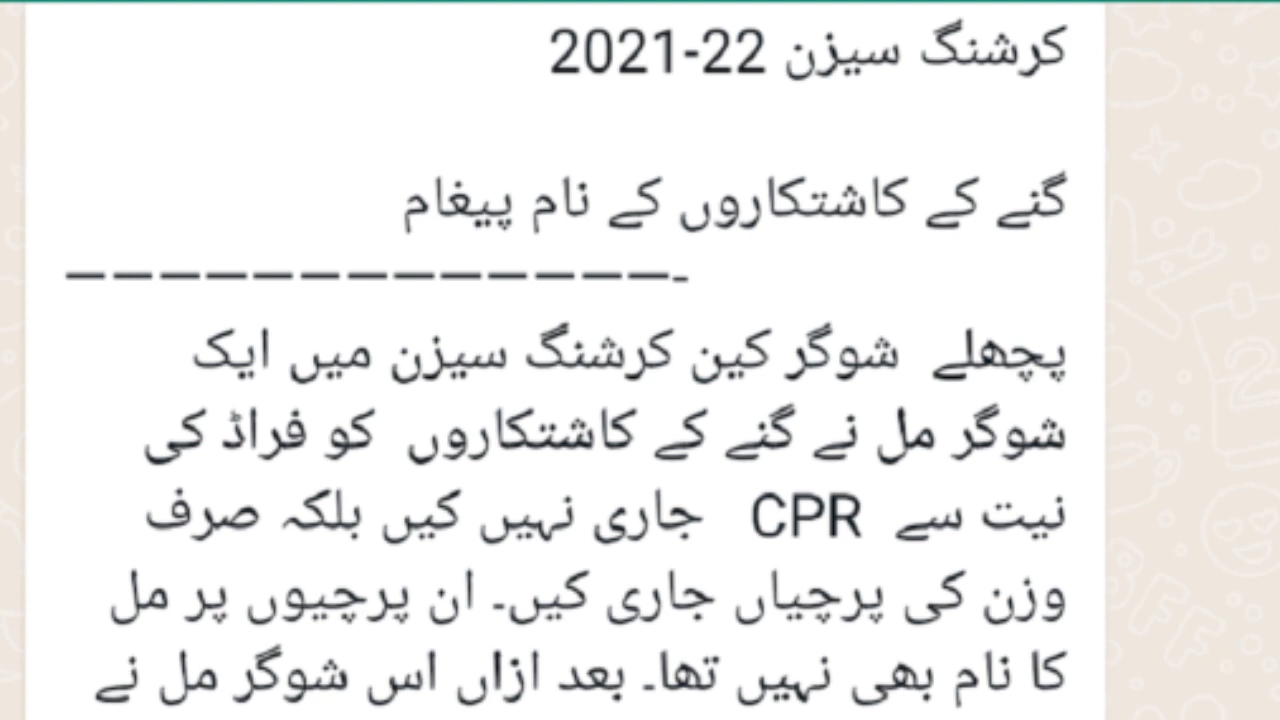 کرشنگ سیزن 22-2021
گنے کے کاشتکاروں کے نام پیغام
-–––––––––––––
پچھلے شوگر کین کرشنگ سیزن میں ایک
شوگر مل نے گنے کے کاشتکاروں کو فراڈ کی
نیت سے CPR جاری نہیں کیں بلکہ صرف
وزن کی پرچیاں جاری کیں۔ ان پرچیوں پر مل
کا نام بھی نہیں تھا۔ بعد ازاں اس شوگر مل نے